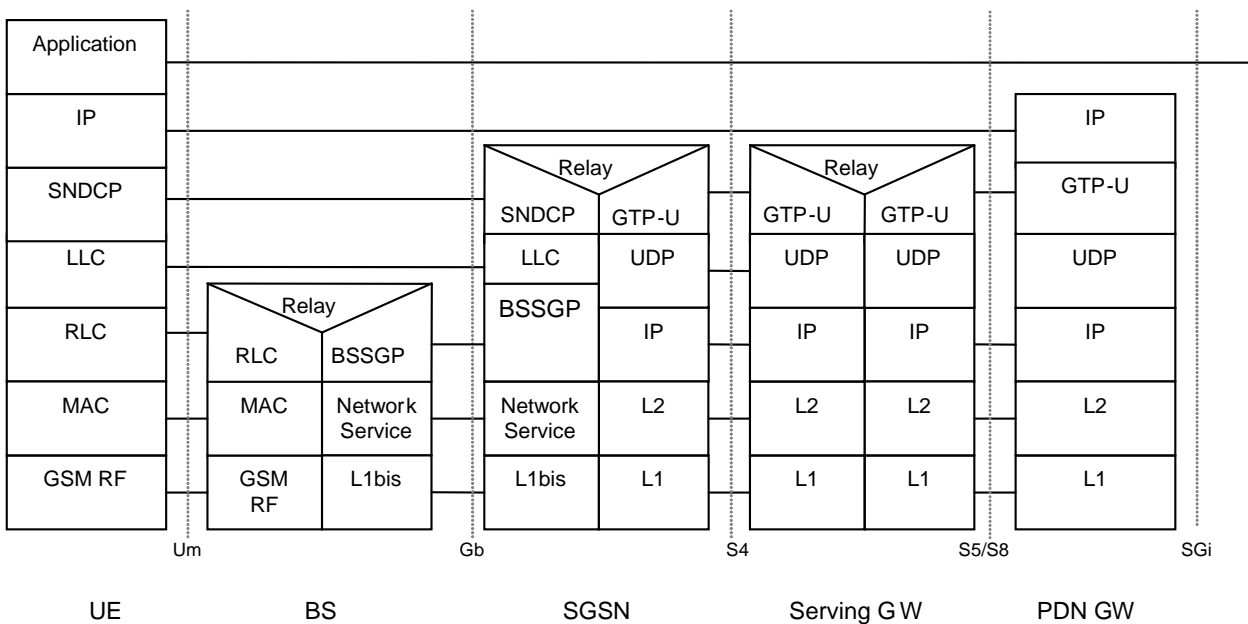 Application
IP
IP
Relay
Relay
SNDCP
GTP-U
SNDCP
GTP-U
GTP-U
GTP-U
LLC
LLC
UDP
UDP
UDP
UDP
Relay
BSSGP
RLC
IP
IP
IP
IP
RLC
BSSGP
MAC
MAC
Network
Service
Network
Service
L2
L2
L2
L2
GSM RF
GSM
RF
L1bis
L1bis
L1
L1
L1
L1
Um
Gb
S4
S5/S8
SGi
UE
BS
SGSN
Serving GW
PDN GW